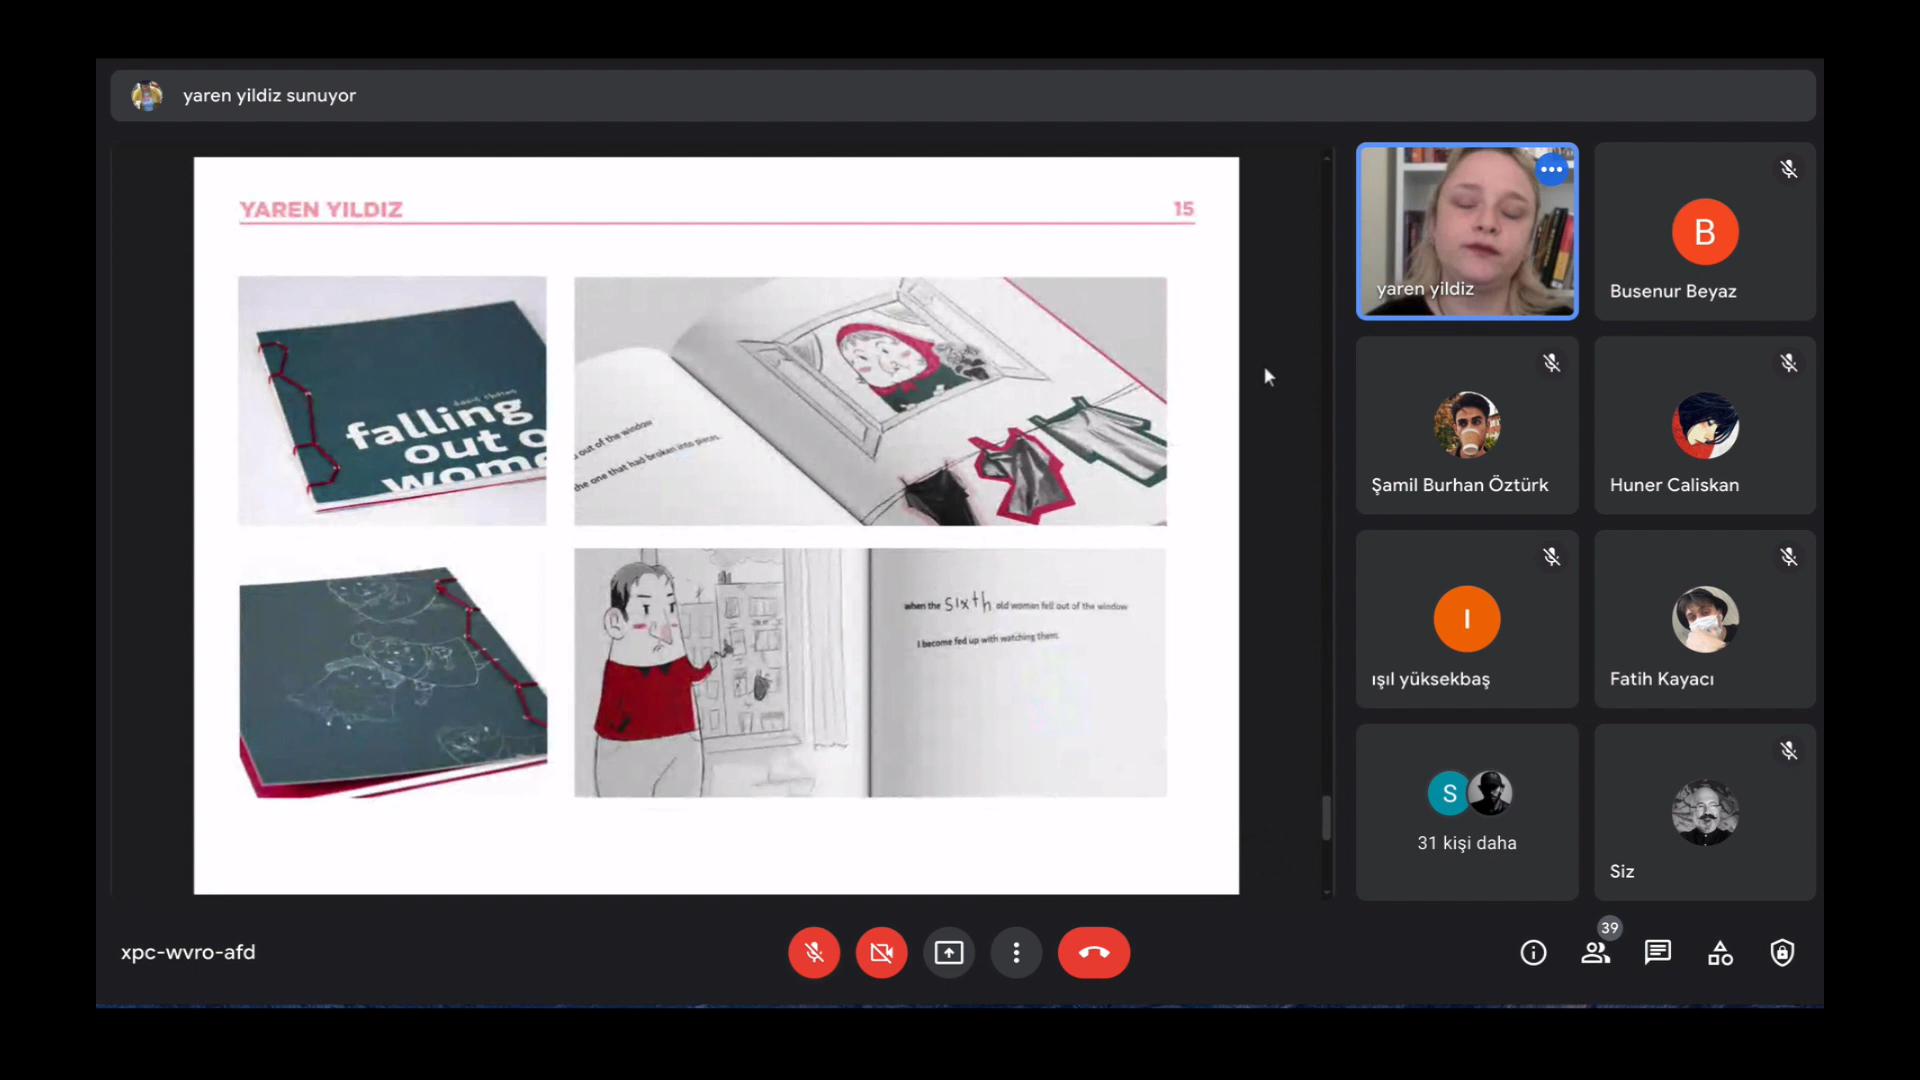 yaren yildiz sunuyor
YAREN YILDIZ
15
falling
out o
wome
out of the window
the one that had broken into pieces.
when the sixth old woman fell out of the window
I become fed up with watching them.
yaren yildiz
B
Busenur Beyaz
Şamil Burhan Öztürk
Huner Caliskan
I
ışıl yüksekbaş
Fatih Kayacı
S
31 kişi daha
Siz
xpc-wvro-afd
39